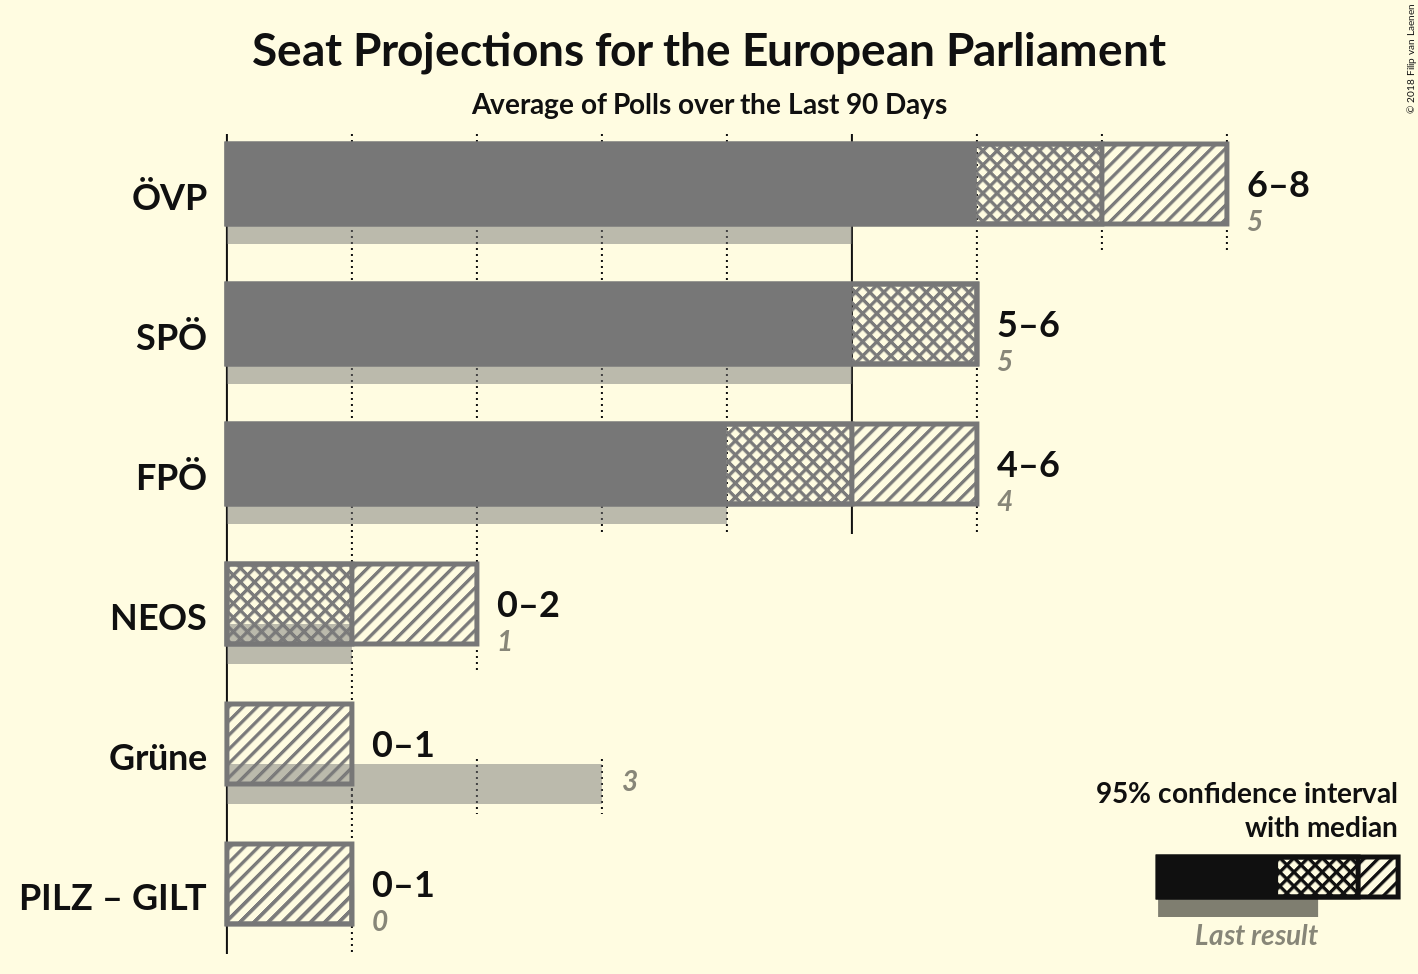 Seat Projections for the European Parliament
Average of Polls over the Last 90 Days
© 2018 Filip van Laenen
ÖVP
6–8
5
SPÖ
5–6
5
FPÖ
4–6
4
NEOS
0–2
1
Grüne
0–1
3
PILZ – GILT
0–1
0
95% confidence interval
with median
Last result